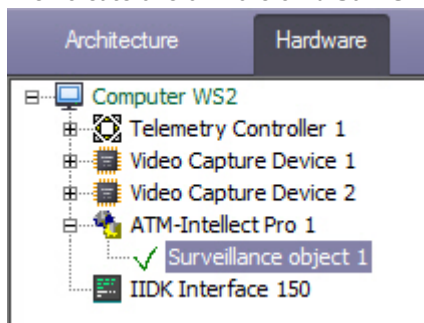 Architecture Hardware
Computer WS2
Telemetry Controller 1
Video Capture Device 1
Video Capture Device 2
ATM-Intellect Pro 1
Surveillance object 1
IIDK Interface 150